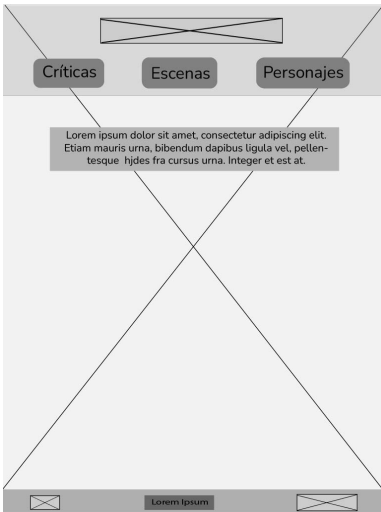 Críticas
Escenas
Personajes
Lorem ipsum dolor sit amet, consectetur adipiscing elit.
Etiam mauris urna, bibendum dapibus ligula vel, pellen-
tesque hjdes fra cursus urna. Integer et est at.
Lorem Ipsum